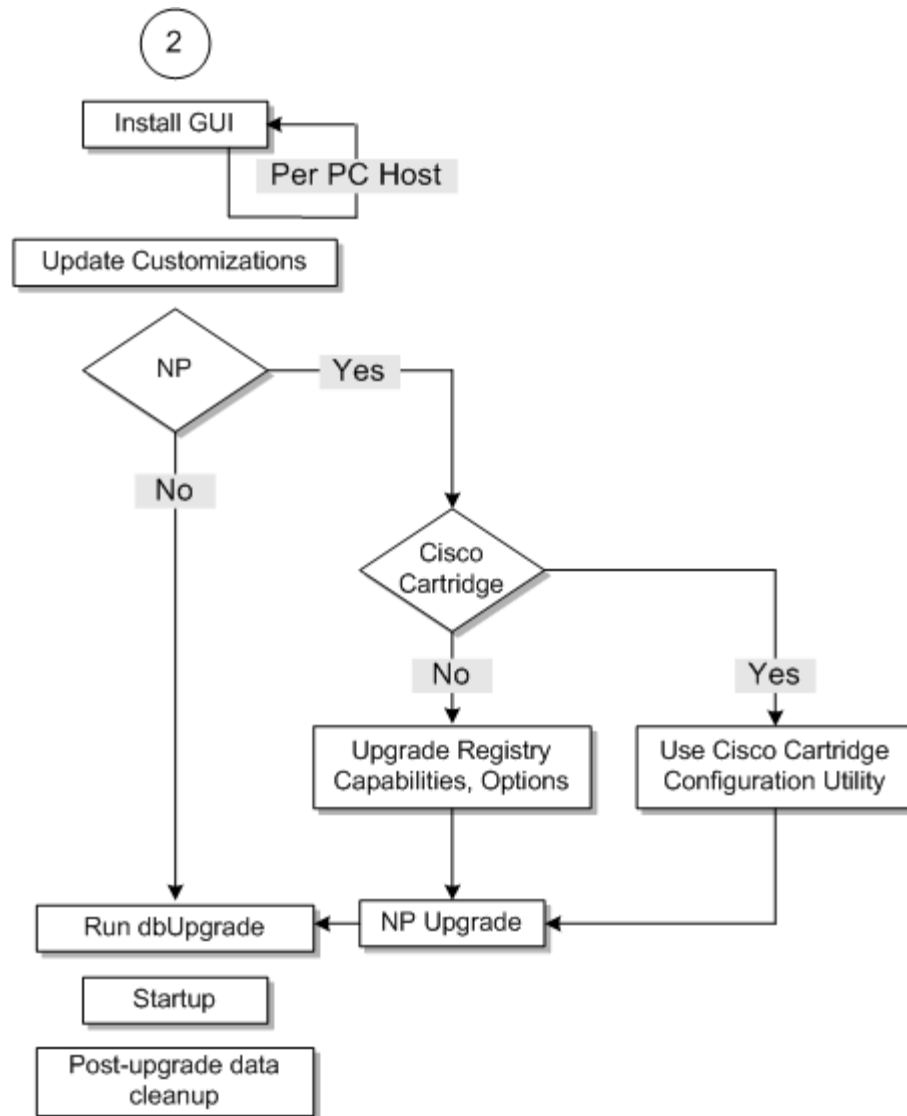 2
Install GUI
Per PC Host
Update Customizations
NP
Yes
No
Cisco
Cartridge
No
Yes
Upgrade Registry
Capabilities, Options
Use Cisco Cartridge
Configuration Utility
Run dbUpgrade
NP Upgrade
Startup
Post-upgrade data
cleanup